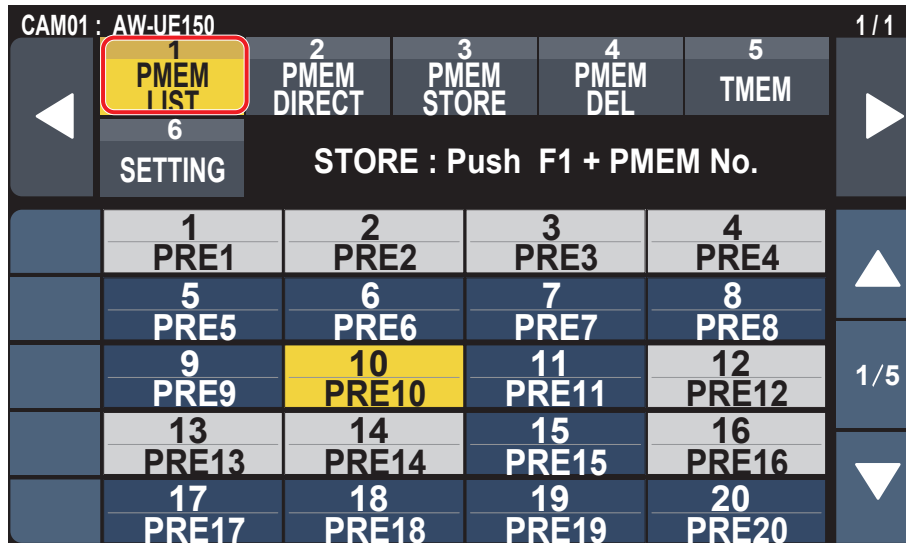 CAM01 : AW-UE150 1 / 1
1 2 3 4 5
PMEM LIST PMEM DIRECT PMEM STORE PMEM DEL TMEM
6
SETTING STORE : Push F1 + PMEM No.
1 2 3 4
PRE1 PRE2 PRE3 PRE4
5 6 7 8
PRE5 PRE6 PRE7 PRE8
9 10 11 12
PRE9 PRE10 PRE11 PRE12
1/5
13 14 15 16
PRE13 PRE14 PRE15 PRE16
17 18 19 20
PRE17 PRE18 PRE19 PRE20